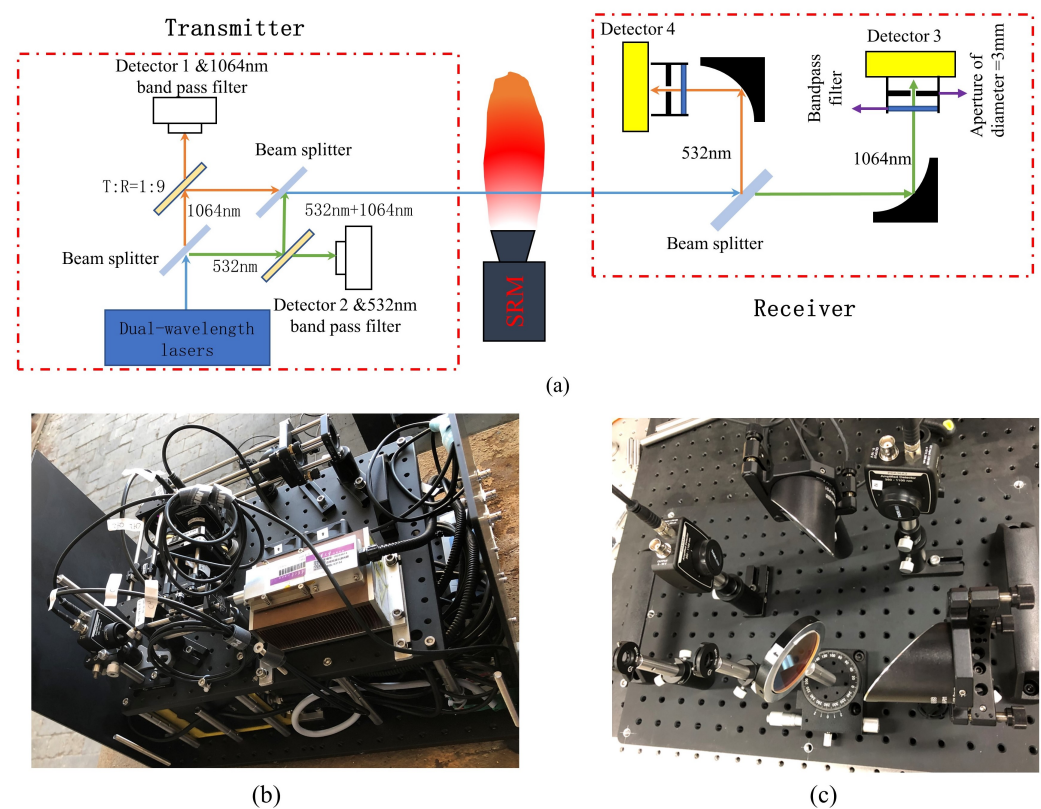 Transmitter
Detector 1 &1064nm
band pass filter
Beam splitter
T:R=1:9
1064nm
532nm+1064nm
Beam splitter
532nm
Detector 2 &532nm
band pass filter
Dual-wavelength
lasers
SRM
Detector 4
Detector 3
Bandpass
filter
Aperture of
diameter =3mm
532nm
1064nm
Beam splitter
Receiver
(a)
(b)
(c)